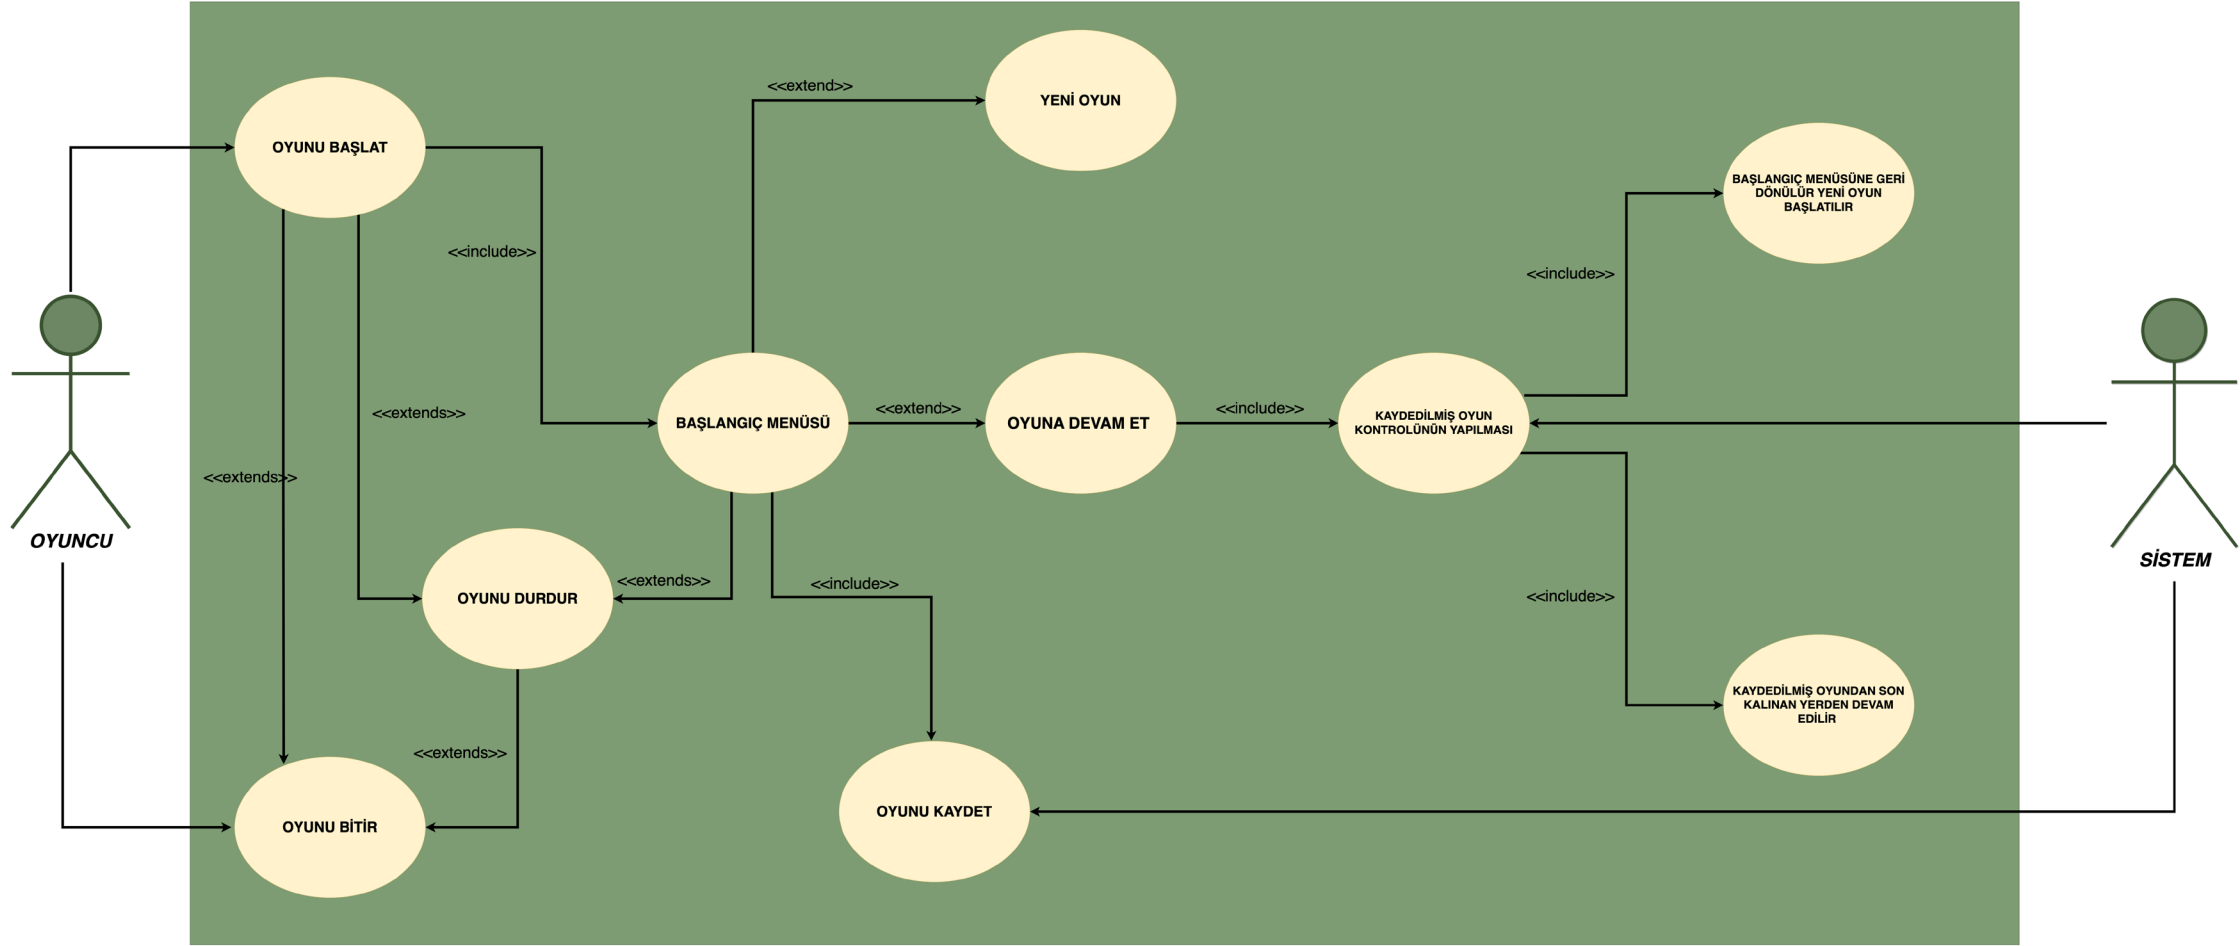 <<extend>>
YENİ OYUN
OYUNU BAŞLAT
BAŞLANGIÇ MENÜSÜNE GERİ
DÖNÜLÜR YENİ OYUN
BAŞLATILIR
<<include>>
<<include>>
<<extends>>
<<extend>>
<<include>>
BAŞLANGIÇ MENÜSÜ
OYUNA DEVAM ET
KAYDEDİLMİŞ OYUN
KONTROLÜNÜN YAPILMASI
<<extends>>
OYUNCU
SİSTEM
<<extends>>
<<include>>
<<include>>
OYUNU DURDUR
KAYDEDİLMİŞ OYUNDAN SON
KALINAN YERDEN DEVAM
EDİLİR
<<extends>>
OYUNU KAYDET
OYUNU BİTİR